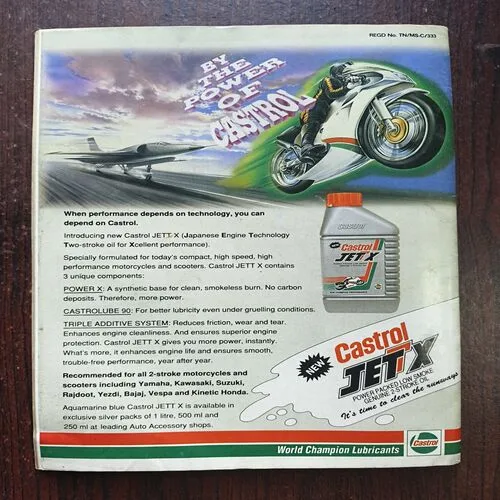 REGD No. TN/MS-C/333
BY
THE
POWER
OF
CASTROL
When performance depends on technology, you can
depend on Castrol.
Introducing new Castrol JETT X (Japanese Engine Technology
Two-stroke oil for Xcellent performance).
Specially formulated for today's compact, high speed, high
performance motorcycles and scooters. Castrol JETT X contains
3 unique components:
POWER X: A synthetic base for clean, smokeless burn. No carbon
deposits. Therefore, more power.
CASTROLUBE 90: For better lubricity even under gruelling conditions.
TRIPLE ADDITIVE SYSTEM: Reduces friction, wear and tear.
Enhances engine cleanliness. And ensures superior engine
protection. Castrol JETT X gives you more power, instantly.
What's more, it enhances engine life and ensures smooth,
trouble-free performance, year after year.
Recommended for all 2-stroke motorcycles and
scooters including Yamaha, Kawasaki, Suzuki,
Rajdoot, Yezdi, Bajaj, Vespa and Kinetic Honda.
Aquamarine blue Castrol JETT X is available in
exclusive silver packs of 1 litre, 500 ml and
250 ml at leading Auto Accessory shops.
Castrol
Castrol
JETT X
NEW
Castrol
JETT X
POWER PACKED LOW SMOKE
GENUINE 2-STROKE OIL
It's time to clear the runways
World Champion Lubricants
Castrol